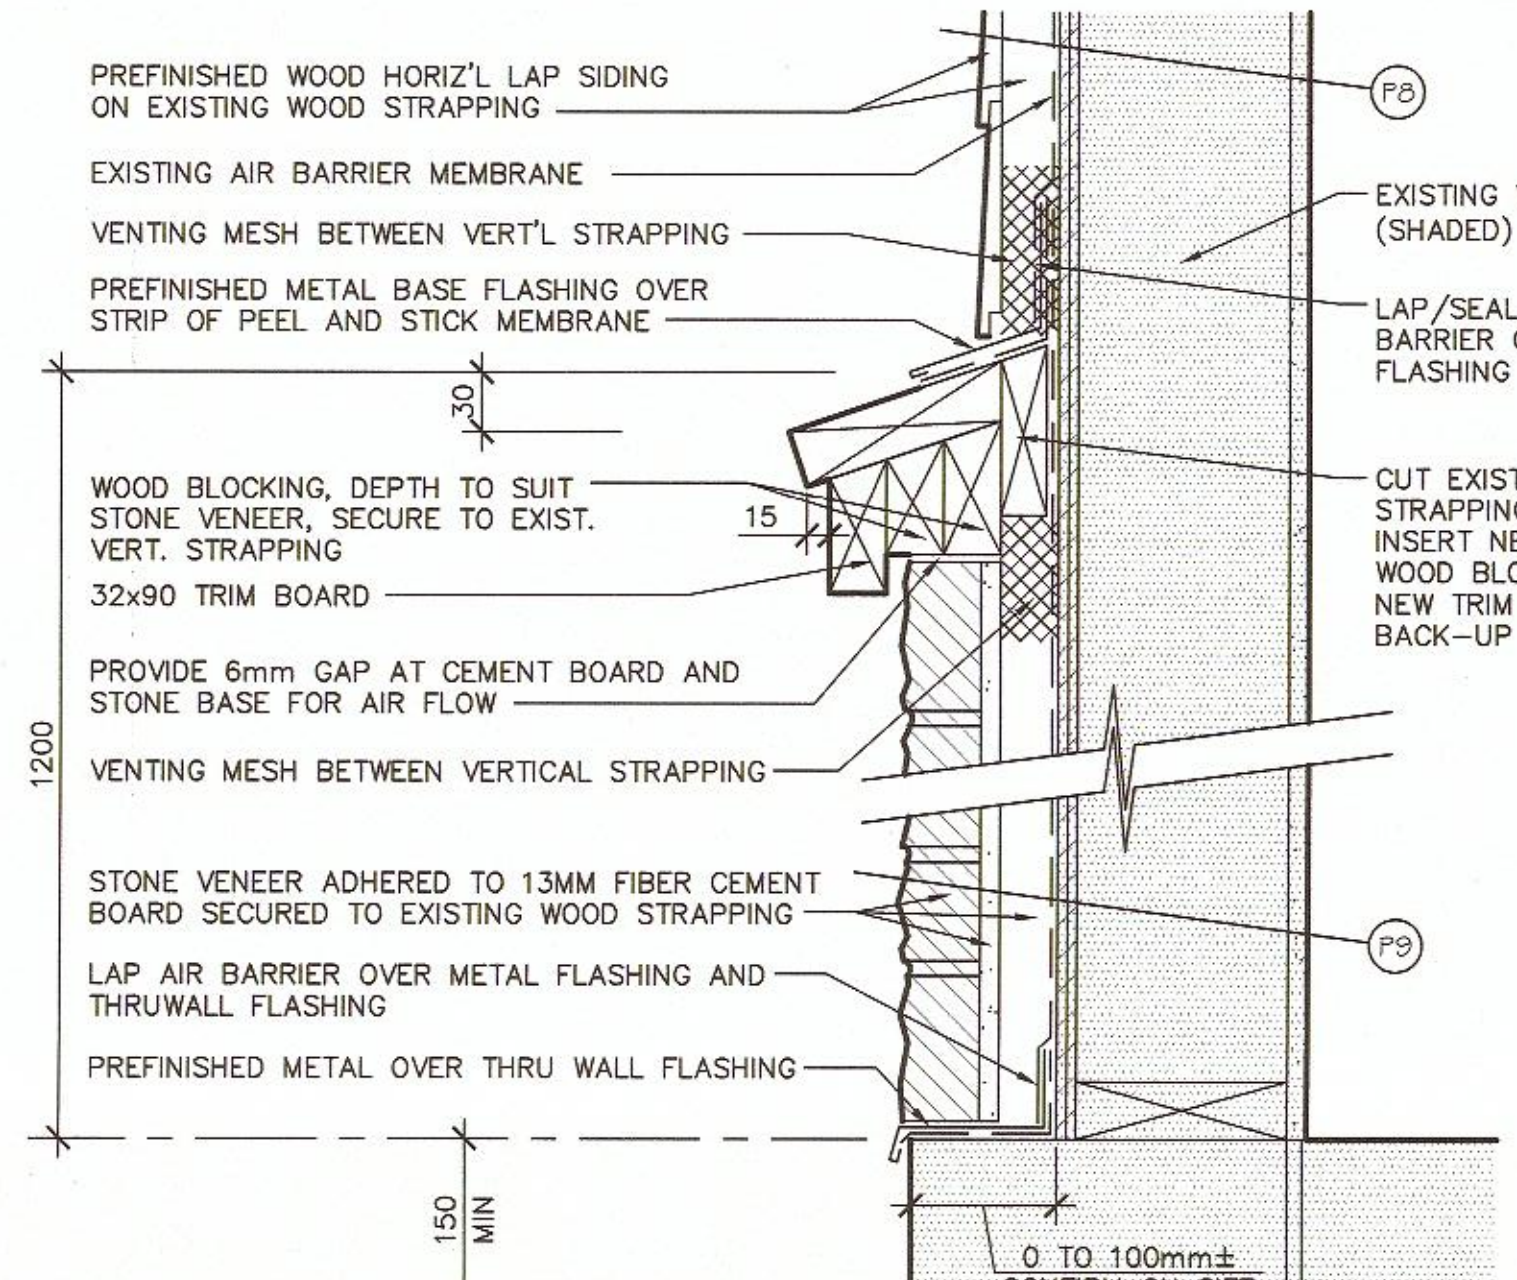 PREFINISHED WOOD HORIZ'L LAP SIDING
ON EXISTING WOOD STRAPPING
EXISTING AIR BARRIER MEMBRANE
VENTING MESH BETWEEN VERT'L STRAPPING
PREFINISHED METAL BASE FLASHING OVER
STRIP OF PEEL AND STICK MEMBRANE
30
WOOD BLOCKING, DEPTH TO SUIT
STONE VENEER, SECURE TO EXIST.
VERT. STRAPPING
15
32x90 TRIM BOARD
PROVIDE 6mm GAP AT CEMENT BOARD AND
STONE BASE FOR AIR FLOW
1200
VENTING MESH BETWEEN VERTICAL STRAPPING
STONE VENEER ADHERED TO 13MM FIBER CEMENT
BOARD SECURED TO EXISTING WOOD STRAPPING
LAP AIR BARRIER OVER METAL FLASHING AND
THRUWALL FLASHING
PREFINISHED METAL OVER THRU WALL FLASHING
150
MIN
P8
EXISTING
(SHADED)
LAP/SEAL
BARRIER
FLASHING
CUT EXIST
STRAPPING
INSERT NE
WOOD BLO
NEW TRIM
BACK-UP
P9
0 TO 100mm±